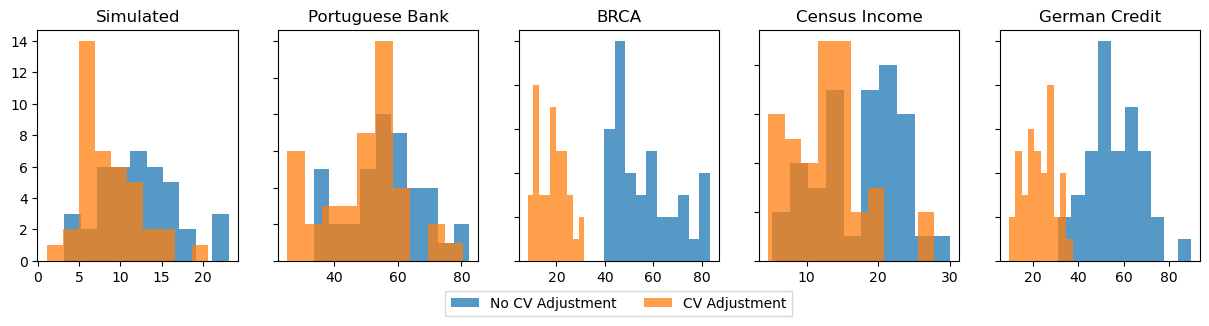 Simulated Portuguese Bank BRCA Census Income German Credit
14
12
10
8
6
4
2
0
0 5 10 15 20 40 60 80 20 40 60 80 10 20 30 20 40 60 80
No CV Adjustment CV Adjustment